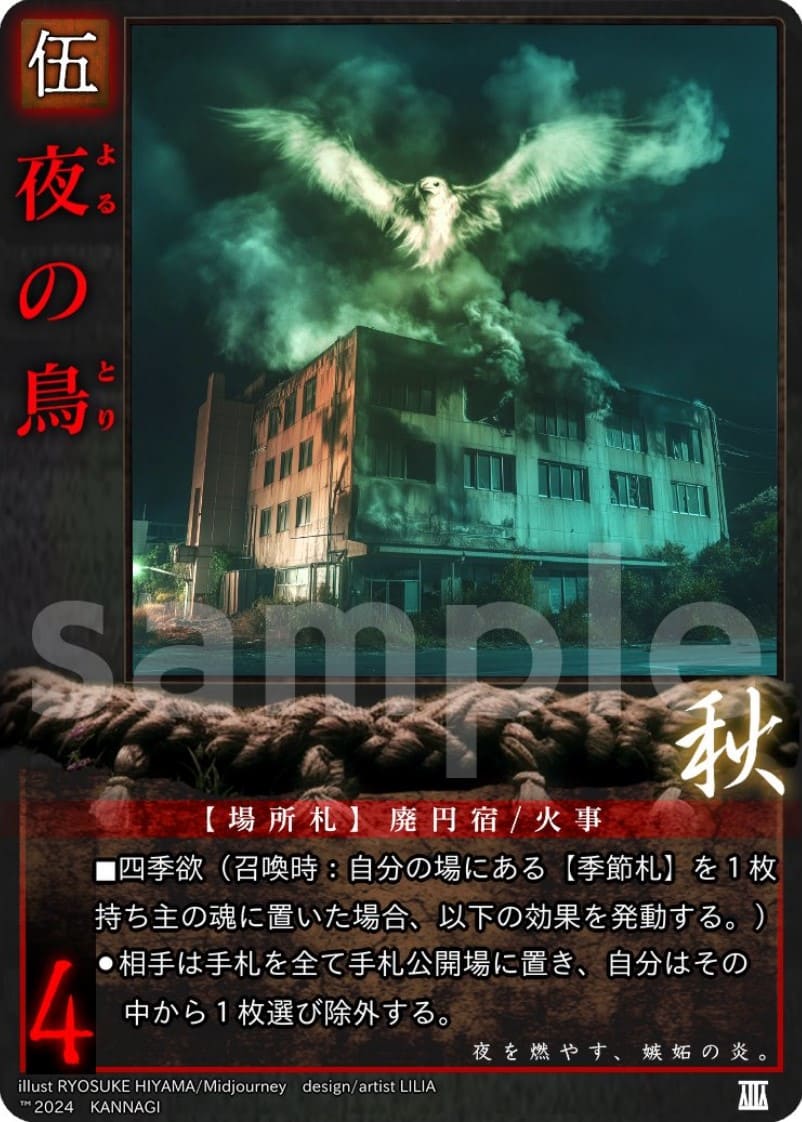 伍
夜の鳥
よる
とり
sample
秋
【場所札】廃円宿/火事
■四季欲（召喚時：自分の場にある【季節札】を１枚
持ち主の魂に置いた場合、以下の効果を発動する。）
●相手は手札を全て手札公開場に置き、自分はその
中から１枚選び除外する。
4
夜を燃やす、嫉妬の炎。
illust RYOSUKE HIYAMA/Midjourney design/artist LILIA
™2024 KANNAGI